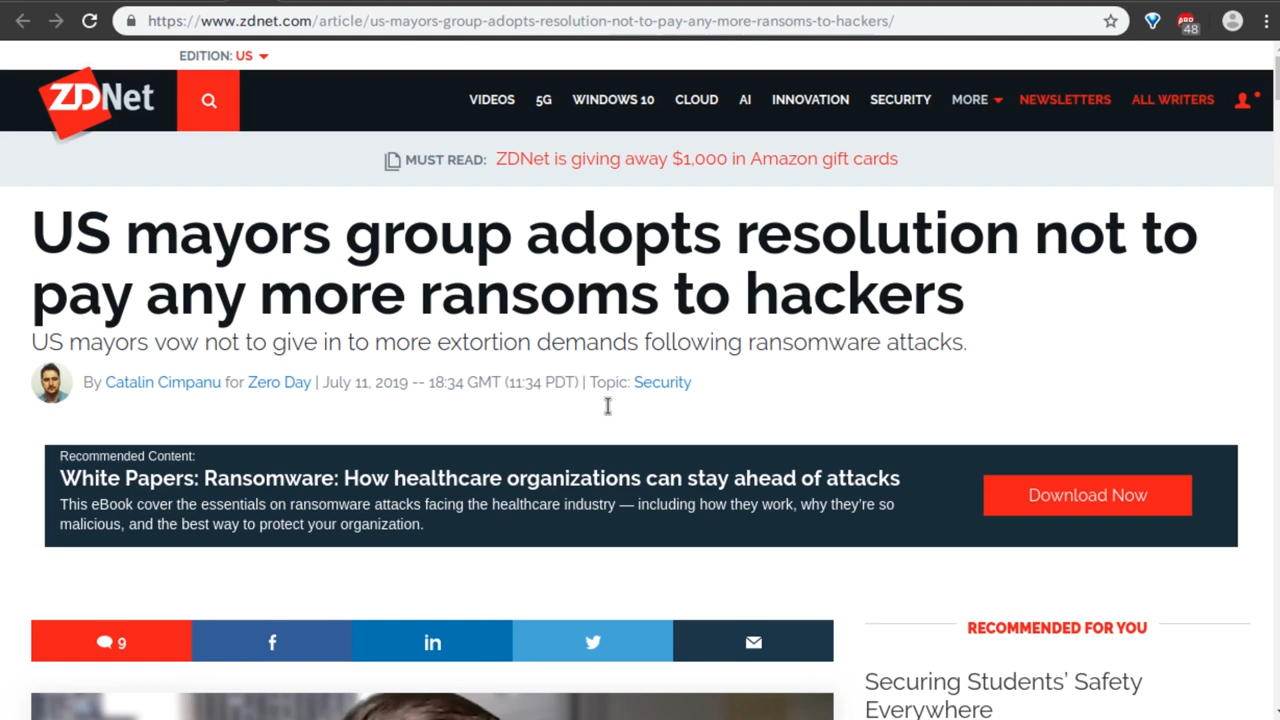 https://www.zdnet.com/article/us-mayors-group-adopts-resolution-not-to-pay-any-more-ransoms-to-hackers/
ABP
48
EDITION: US
ZDNet
VIDEOS 5G WINDOWS 10 CLOUD AI INNOVATION SECURITY MORE NEWSLETTERS ALL WRITERS
MUST READ: ZDNet is giving away $1,000 in Amazon gift cards
US mayors group adopts resolution not to
pay any more ransoms to hackers
US mayors vow not to give in to more extortion demands following ransomware attacks.
By Catalin Cimpanu for Zero Day | July 11, 2019 -- 18:34 GMT (11:34 PDT) | Topic: Security
Recommended Content:
White Papers: Ransomware: How healthcare organizations can stay ahead of attacks
This eBook cover the essentials on ransomware attacks facing the healthcare industry — including how they work, why they're so
malicious, and the best way to protect your organization.
Download Now
9
f
in
RECOMMENDED FOR YOU
Securing Students' Safety
Everywhere